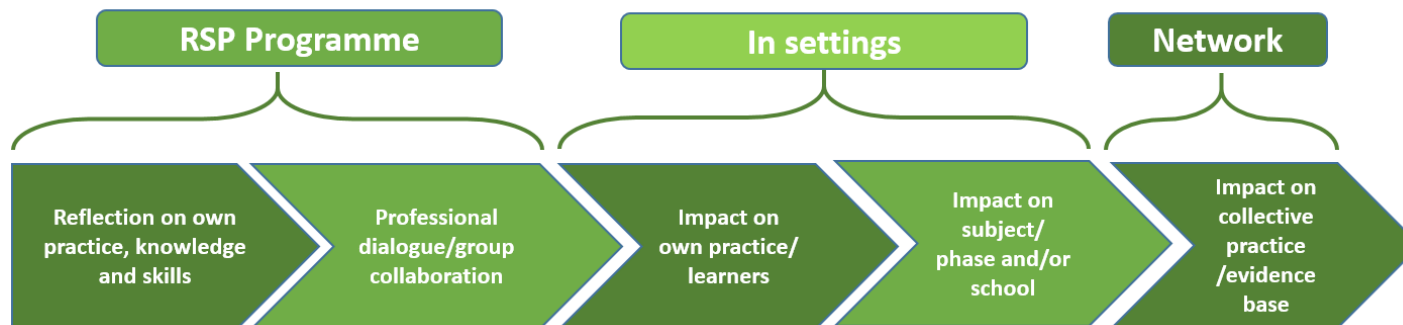 RSP Programme
In settings
Network
Reflection on own
practice, knowledge
and skills
Professional
dialogue/group
collaboration
Impact on
own practice/
learners
Impact on
subject/
phase and/or
school
Impact on
collective
practice
/evidence
base